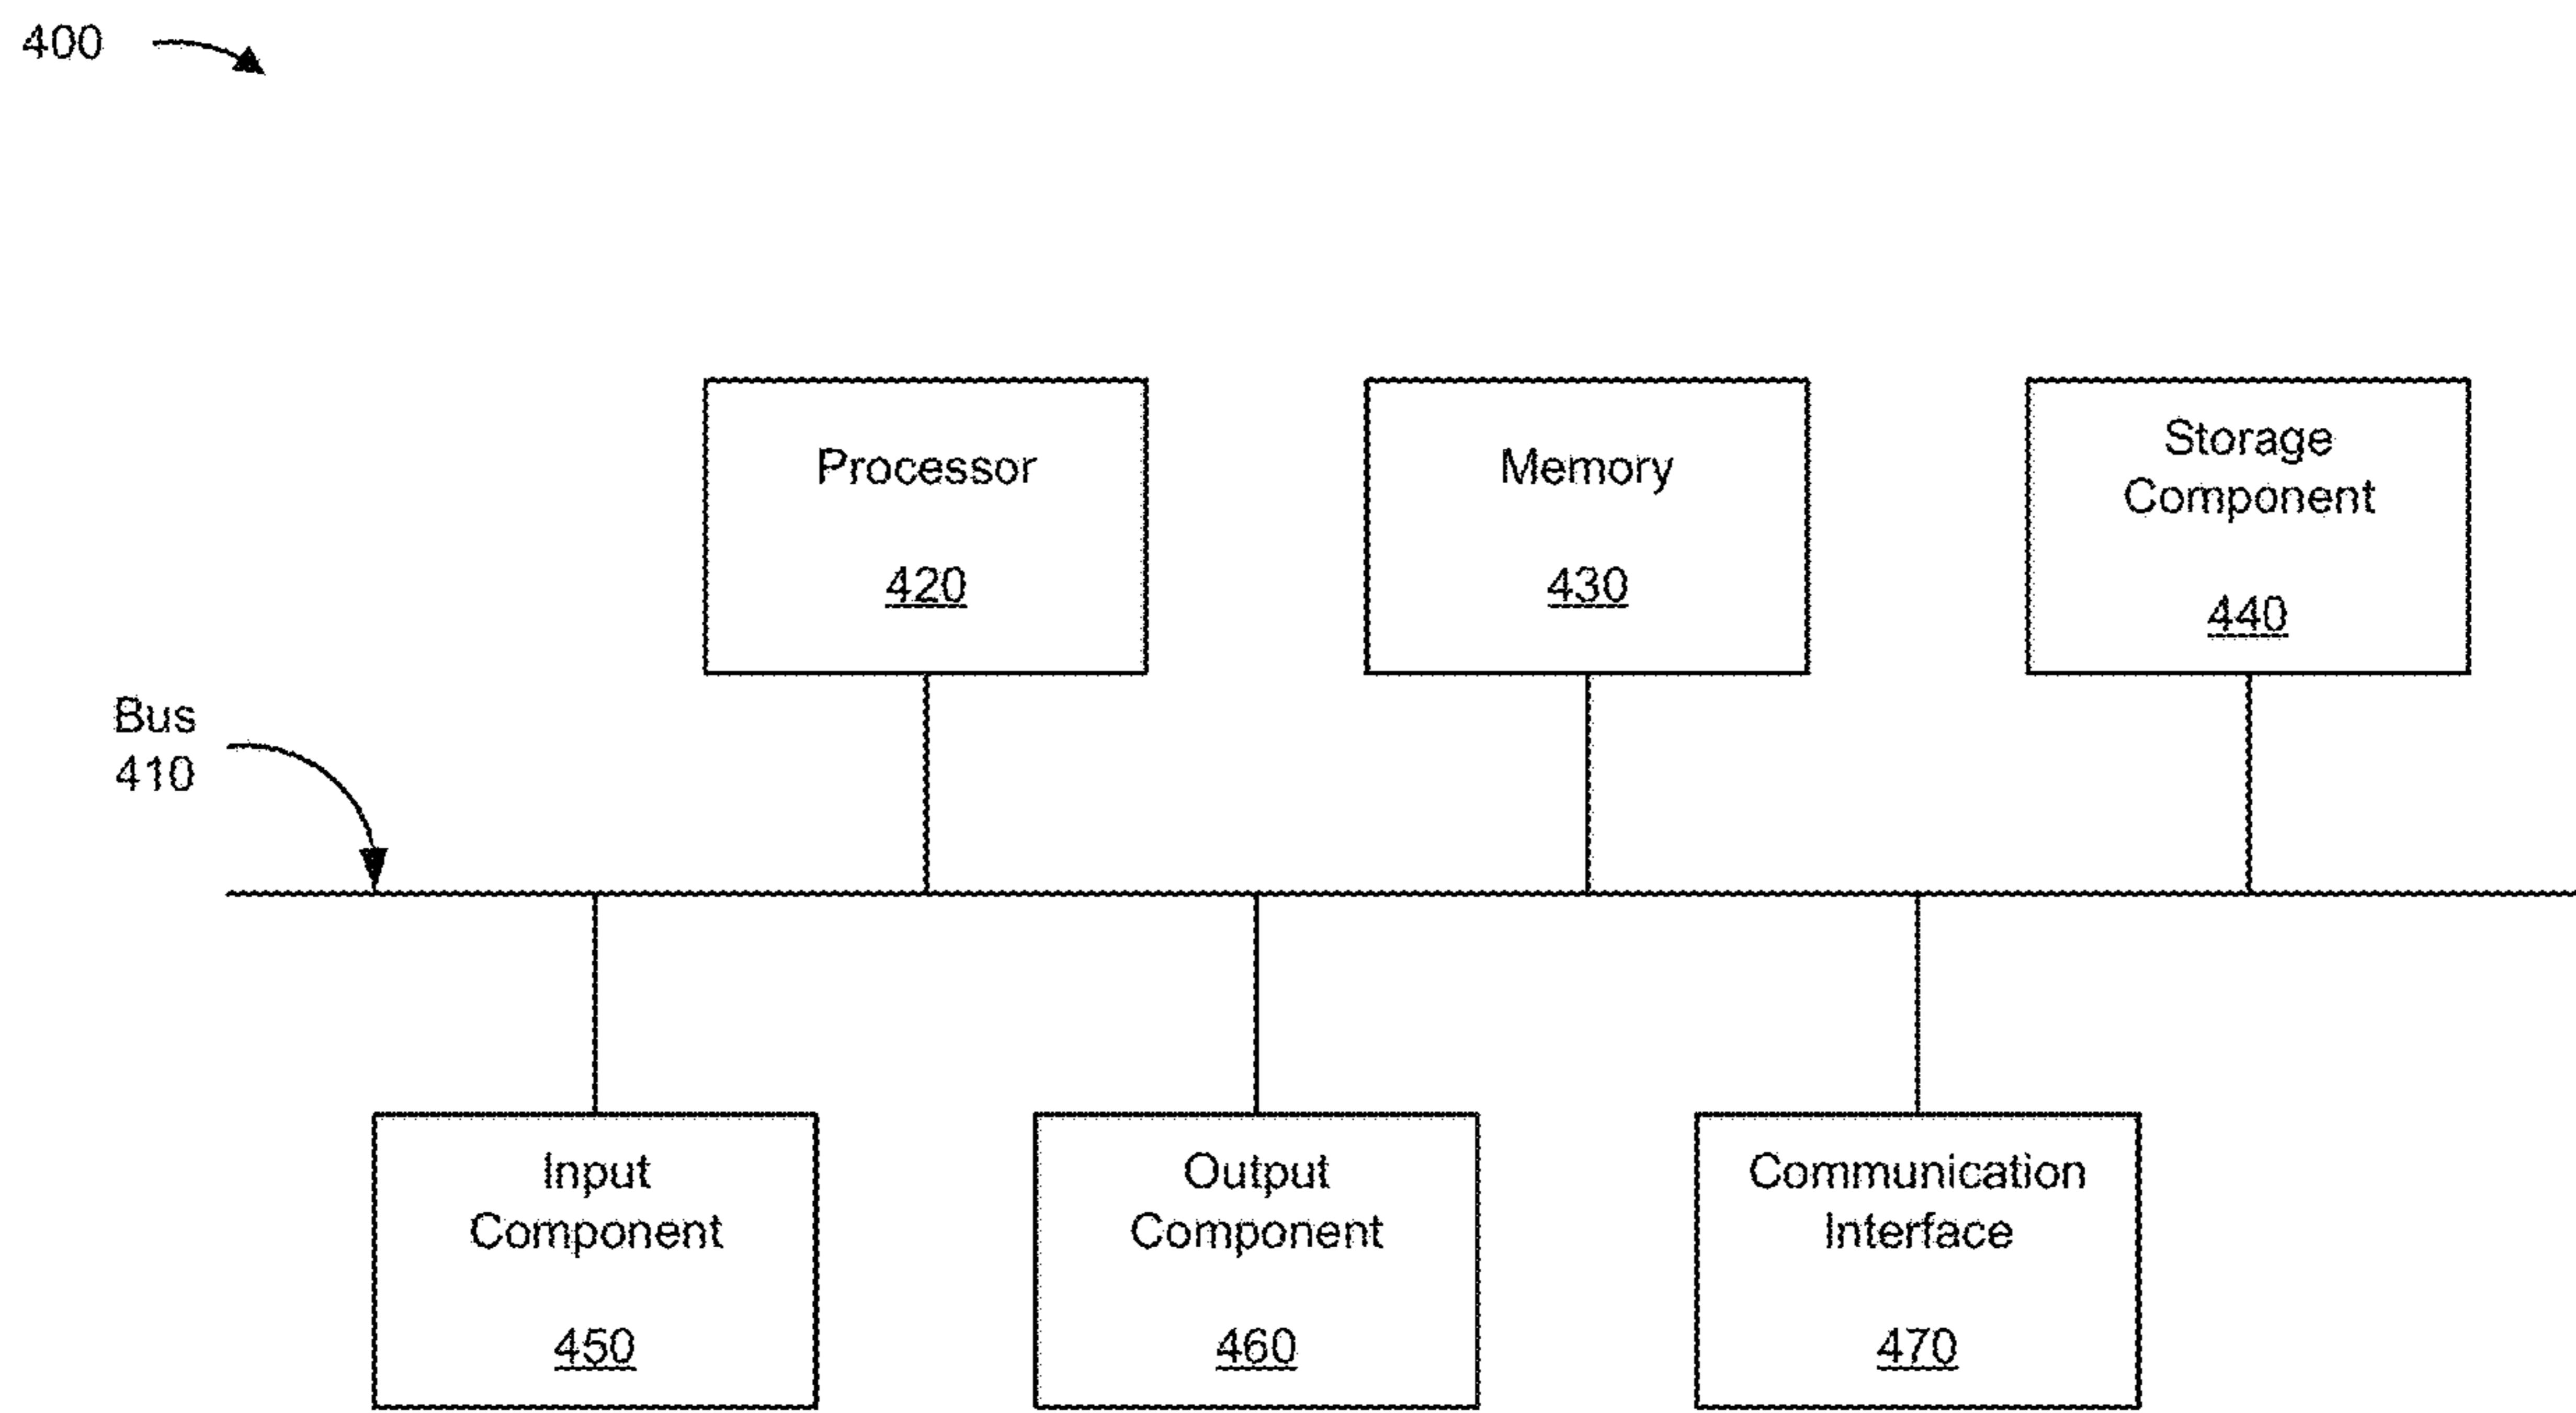 400
Processor
420
Memory
430
Storage
Component
440
Bus
410
Input
Component
450
Output
Component
460
Communication
Interface
470